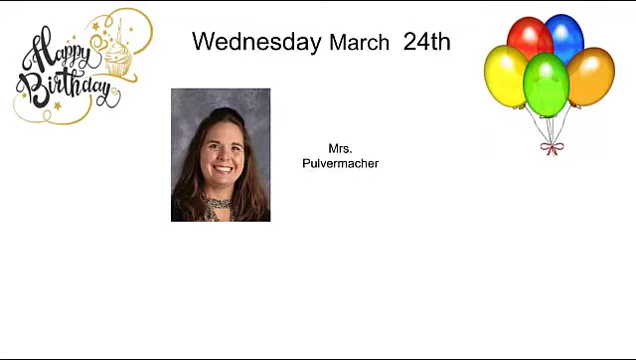 Happy
Birthday
Wednesday March 24th
Mrs.
Pulvermacher